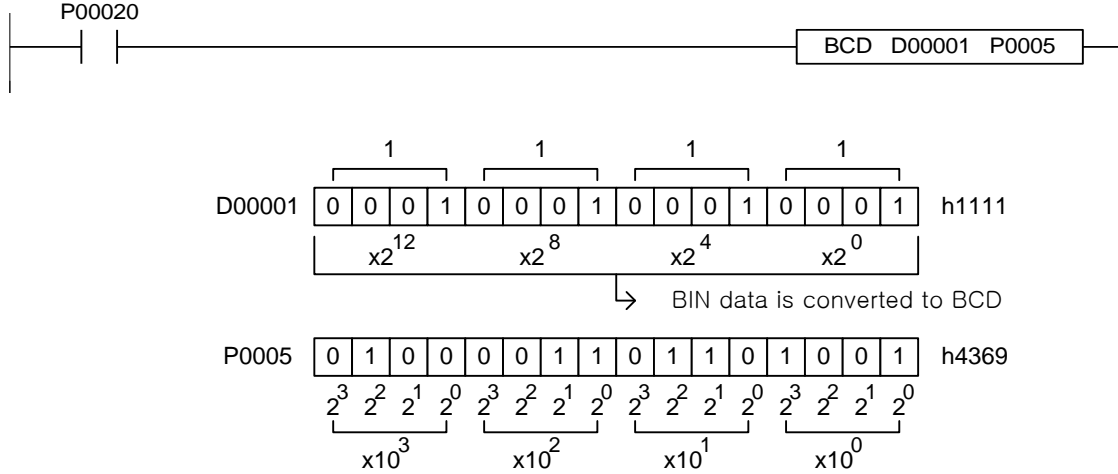 P00020
BCD D00001 P0005
1 1 1 1
D00001 0 0 0 1 0 0 0 1 0 0 0 1 0 0 0 1 h1111
x2^12 x2^8 x2^4 x2^0
BIN data is converted to BCD
P0005 0 1 0 0 0 0 1 1 0 1 1 0 1 0 0 1 h4369
2^3 2^2 2^1 2^0 2^3 2^2 2^1 2^0 2^3 2^2 2^1 2^0 2^3 2^2 2^1 2^0
x10^3 x10^2 x10^1 x10^0